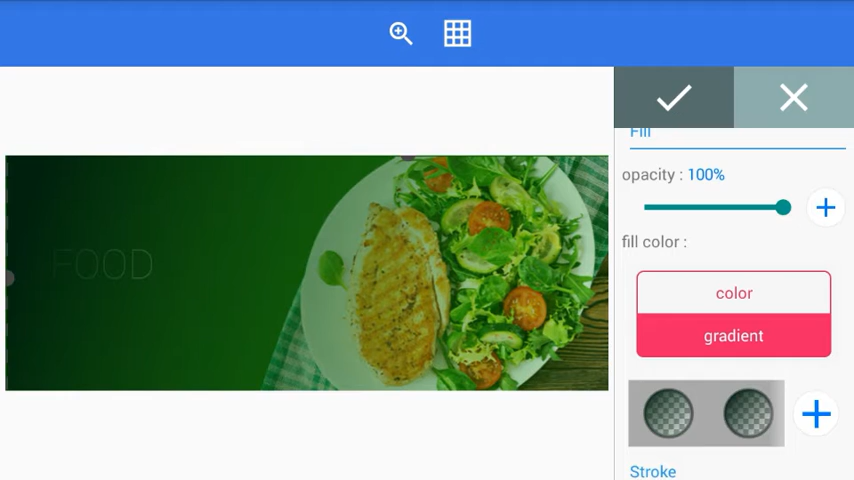 Fill
opacity : 100%
fill color :
color
gradient
FOOD
Stroke